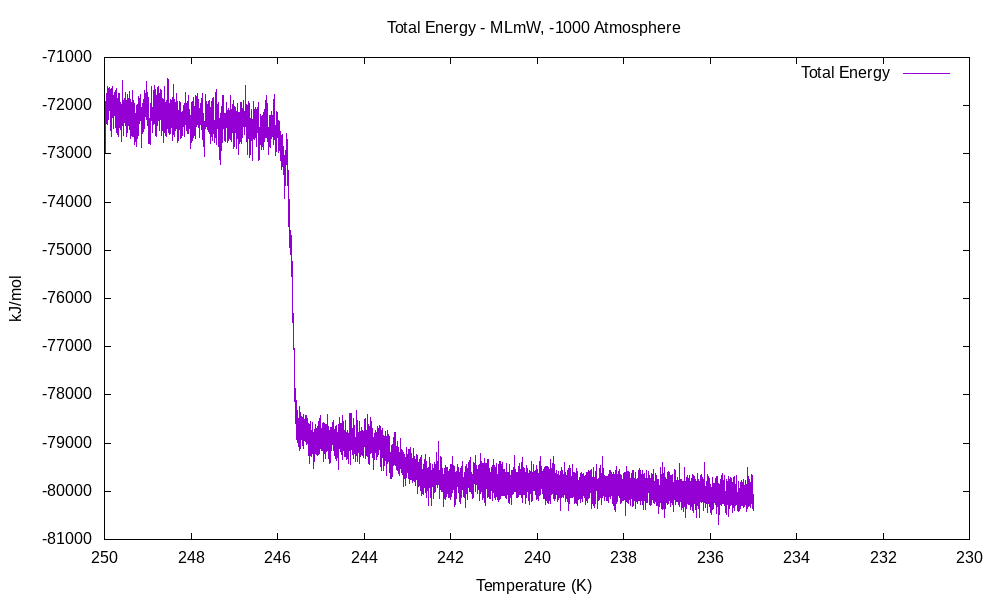 Total Energy - MLmW, -1000 Atmosphere
Total Energy
-71000
-72000
-73000
-74000
-75000
-76000
-77000
-78000
-79000
-80000
-81000
kJ/mol
250 248 246 244 242 240 238 236 234 232 230
Temperature (K)